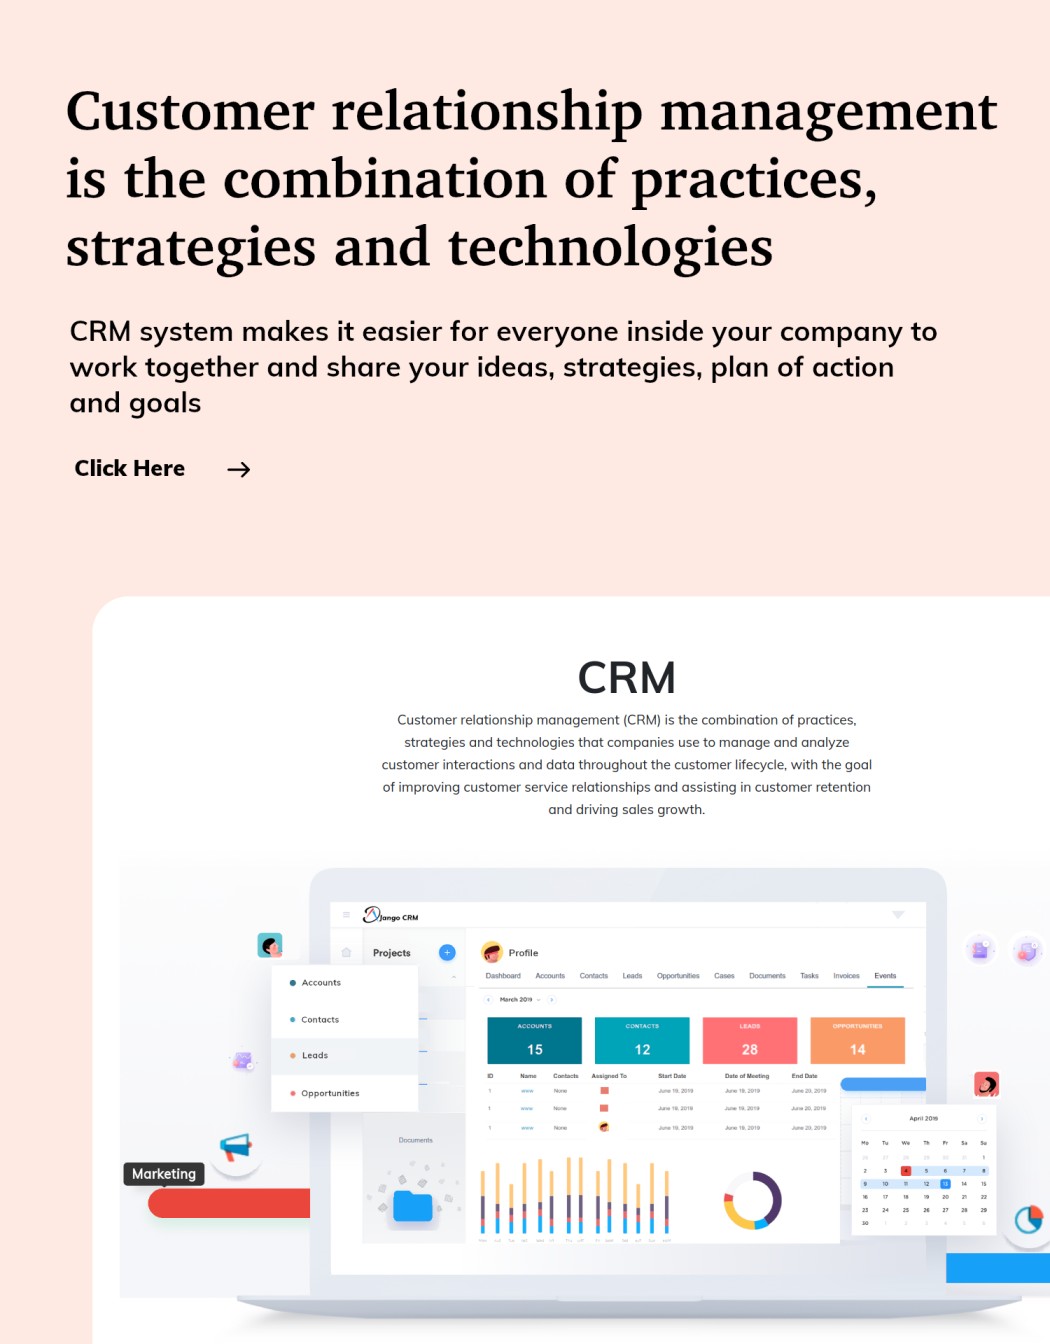 Customer relationship management
is the combination of practices,
strategies and technologies
CRM system makes it easier for everyone inside your company to
work together and share your ideas, strategies, plan of action
and goals
Click Here
CRM
Customer relationship management (CRM) is the combination of practices,
strategies and technologies that companies use to manage and analyze
customer interactions and data throughout the customer lifecycle, with the goal
of improving customer service relationships and assisting in customer retention
and driving sales growth.
Jango CRM
Projects
Profile
Dashboard Accounts Contacts Leads Opportunities Cases Documents Tasks Invoices Events
Accounts
Contacts
Leads
Opportunities
March 2019
ACCOUNTS CONTACTS LEADS OPPORTUNITIES
15 12 28 14
ID Name Contacts Assigned To Start Date Date of Meeting End Date
1 www None June 19, 2019 June 19, 2019 June 20, 2019
1 www None June 19, 2019 June 19, 2019 June 20, 2019
1 www None June 19, 2019 June 19, 2019 June 20, 2019
Documents
Marketing
April 2019
Mo Tu We Th Fr Sa Su
1
2 3 4 5 6 7 8
9 10 11 12 13 14 15
16 17 18 19 20 21 22
23 24 25 26 27 28 29
30